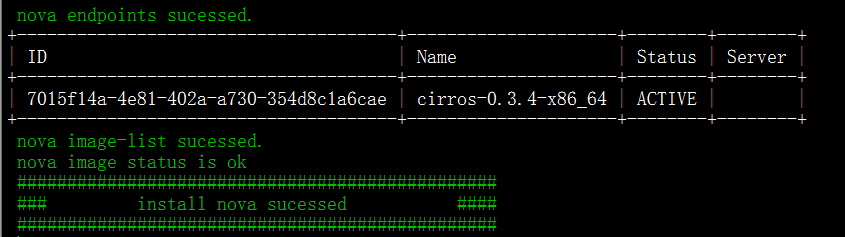 nova endpoints sucessed.
+--------------------------------------+---------------------+--------+--------+
| ID                                   | Name                | Status | Server |
+--------------------------------------+---------------------+--------+--------+
| 7015f14a-4e81-402a-a730-354d8c1a6cae | cirros-0.3.4-x86_64 | ACTIVE |        |
+--------------------------------------+---------------------+--------+--------+
nova image-list sucessed.
nova image status is ok
################################################
###         install nova sucessed           ####
################################################